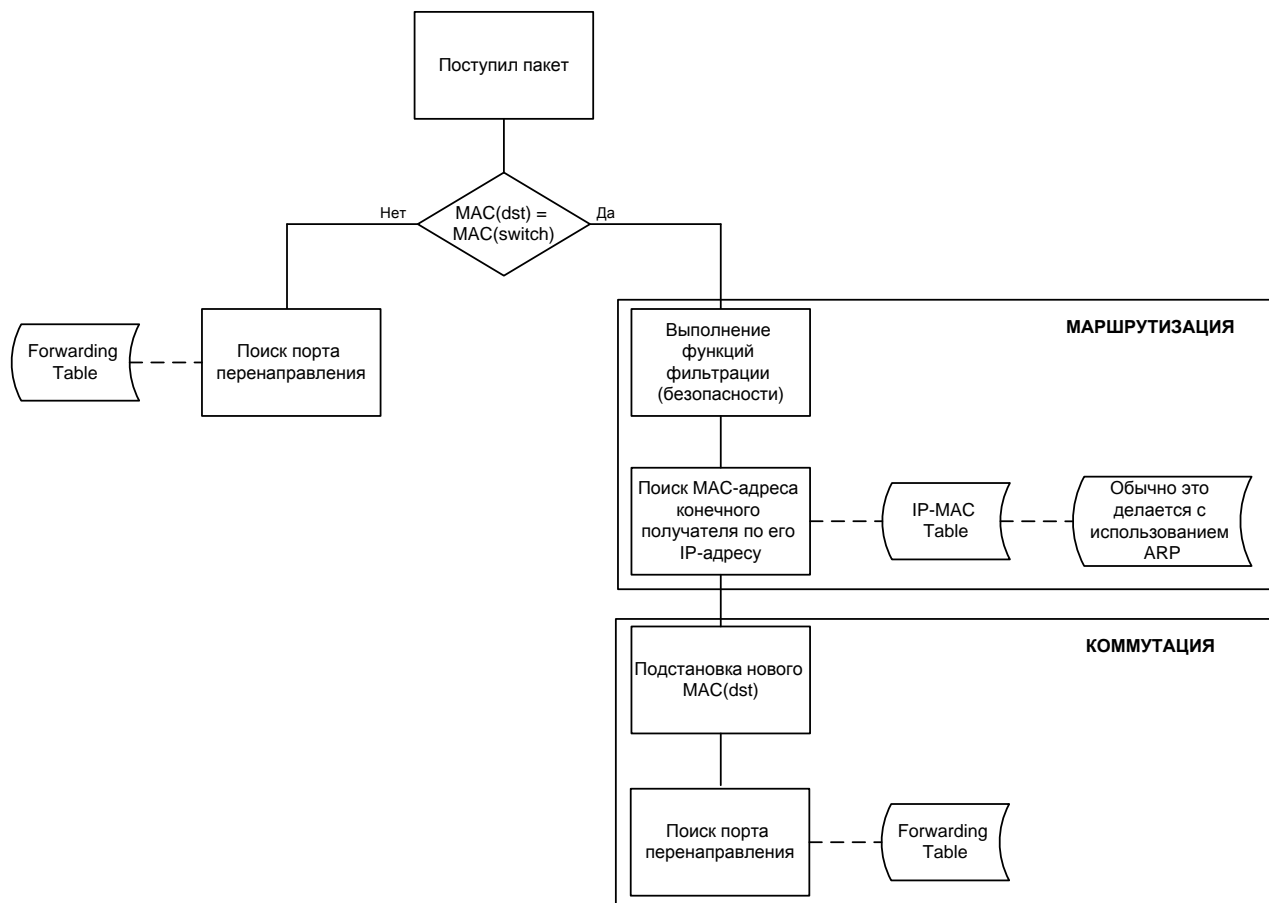 Поступил пакет
MAC(dst) =
MAC(switch)
Нет
Да
Forwarding
Table
Поиск порта
перенаправления
МАРШРУТИЗАЦИЯ
Выполнение
функций
фильтрации
(безопасности)
Поиск MAC-адреса
конечного
получателя по его
IP-адресу
IP-MAC
Table
Обычно это
делается с
использованием
ARP
КОММУТАЦИЯ
Подстановка нового
MAC(dst)
Поиск порта
перенаправления
Forwarding
Table